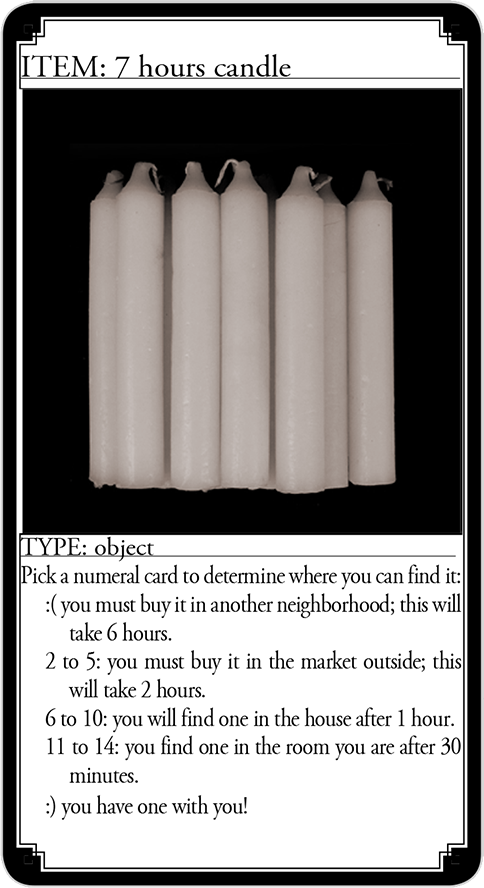 ITEM: 7 hours candle
TYPE: object
Pick a numeral card to determine where you can find it:
:( you must buy it in another neighborhood; this will
take 6 hours.
2 to 5: you must buy it in the market outside; this
will take 2 hours.
6 to 10: you will find one in the house after 1 hour.
11 to 14: you find one in the room you are after 30
minutes.
:) you have one with you!